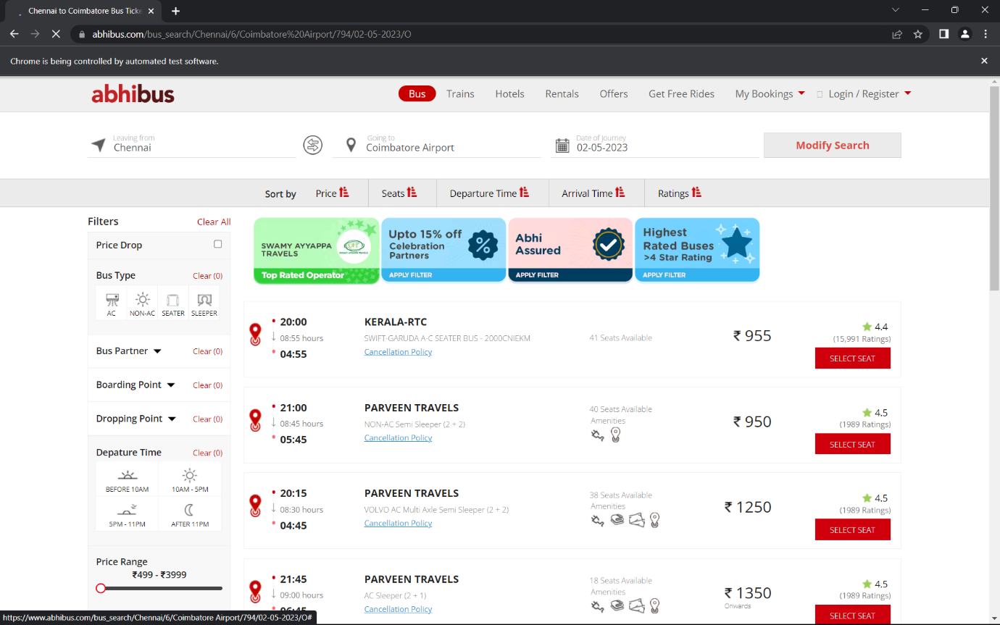 Chennai to Coimbatore Bus Ticke
abhibus.com/bus_search/Chennai/6/Coimbatore%20Airport/794/02-05-2023/O
Chrome is being controlled by automated test software.
abhibus
Bus Trains Hotels Rentals Offers Get Free Rides My Bookings Login / Register
Leaving from
Chennai
Going to
Coimbatore Airport
Date of Journey
02-05-2023
Modify Search
Sort by Price Seats Departure Time Arrival Time Ratings
Filters Clear All
Price Drop
Bus Type Clear (0)
AC NON-AC SEATER SLEEPER
Bus Partner Clear (0)
Boarding Point Clear (0)
Dropping Point Clear (0)
Depature Time Clear (0)
BEFORE 10AM 10AM - 5PM
5PM - 11PM AFTER 11PM
Price Range
₹499 - ₹3999
SWAMY AYYAPPA
TRAVELS
SAT
Top Rated Operator
Upto 15% off
Celebration
Partners
APPLY FILTER
Abhi
Assured
APPLY FILTER
Highest
Rated Buses
>4 Star Rating
APPLY FILTER
20:00
08:55 hours
04:55
KERALA-RTC
SWIFT-GARUDA A-C SEATER BUS - 2000CNIEKM
Cancellation Policy
41 Seats Available
₹ 955
4.4
(15,991 Ratings)
SELECT SEAT
21:00
08:45 hours
05:45
PARVEEN TRAVELS
NON-AC Semi Sleeper (2 + 2)
Cancellation Policy
40 Seats Available
Amenities
₹ 950
4.5
(1989 Ratings)
SELECT SEAT
20:15
08:30 hours
04:45
PARVEEN TRAVELS
VOLVO AC Multi Axle Semi Sleeper (2 + 2)
Cancellation Policy
38 Seats Available
Amenities
₹ 1250
4.5
(1989 Ratings)
SELECT SEAT
21:45
09:00 hours
06:45
PARVEEN TRAVELS
AC Sleeper (2 + 1)
Cancellation Policy
18 Seats Available
Amenities
₹ 1350
Onwards
4.5
(1989 Ratings)
SELECT SEAT
https://www.abhibus.com/bus_search/Chennai/6/Coimbatore Airport/794/02-05-2023/O#